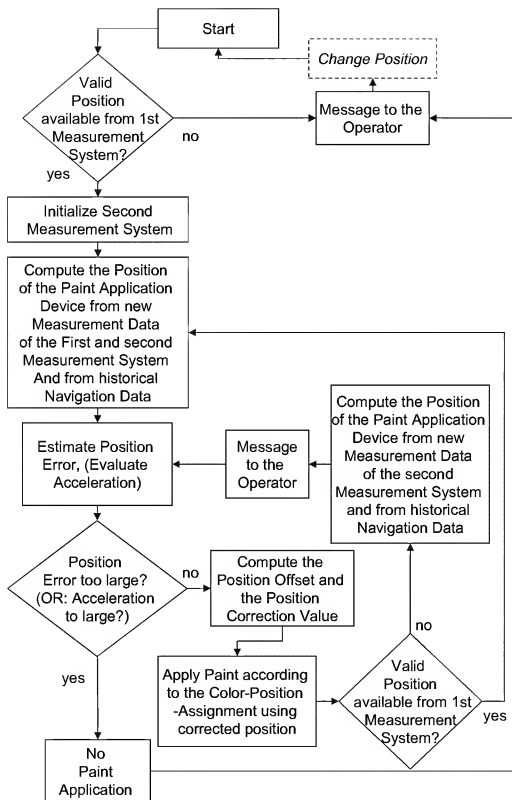 Start
Change Position
Valid
Position
available from 1st
Measurement
System?
no
yes
Message to the
Operator
Initialize Second
Measurement System
Compute the Position
of the Paint Application
Device from new
Measurement Data
of the First and second
Measurement System
And from historical
Navigation Data
Estimate Position
Error, (Evaluate
Acceleration)
Message
to the
Operator
Compute the Position
of the Paint Application
Device from new
Measurement Data
of the second
Measurement System
and from historical
Navigation Data
Position
Error too large?
(OR: Acceleration
to large?)
no
yes
Compute the
Position Offset and
the Position
Correction Value
Apply Paint according
to the Color-Position
-Assignment using
corrected position
no
Valid
Position
available from 1st
Measurement
System?
yes
No
Paint
Application